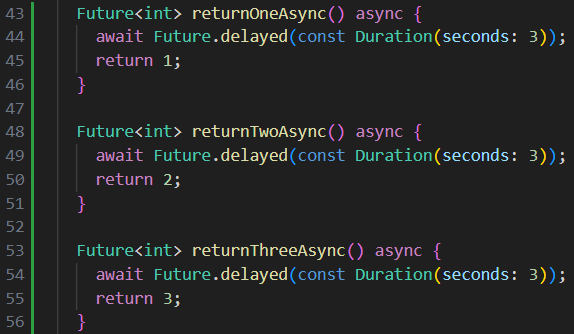 43 Future<int> returnOneAsync() async {
44 await Future.delayed(const Duration(seconds: 3));
45 return 1;
46 }
47
48 Future<int> returnTwoAsync() async {
49 await Future.delayed(const Duration(seconds: 3));
50 return 2;
51 }
52
53 Future<int> returnThreeAsync() async {
54 await Future.delayed(const Duration(seconds: 3));
55 return 3;
56 }